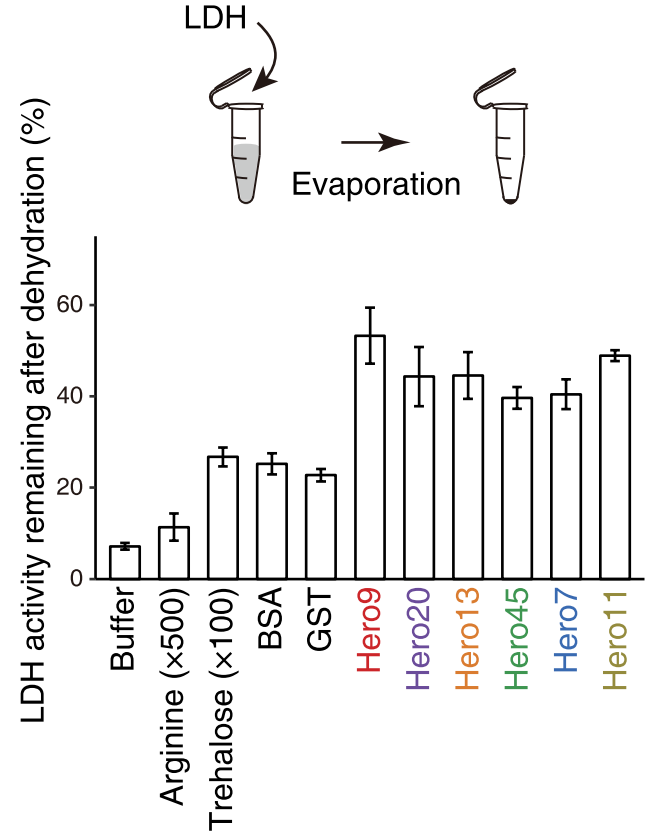 LDH
Evaporation
LDH activity remaining after dehydration (%)
60
40
20
0
Buffer
Arginine (×500)
Trehalose (×100)
BSA
GST
Hero9
Hero20
Hero13
Hero45
Hero7
Hero11